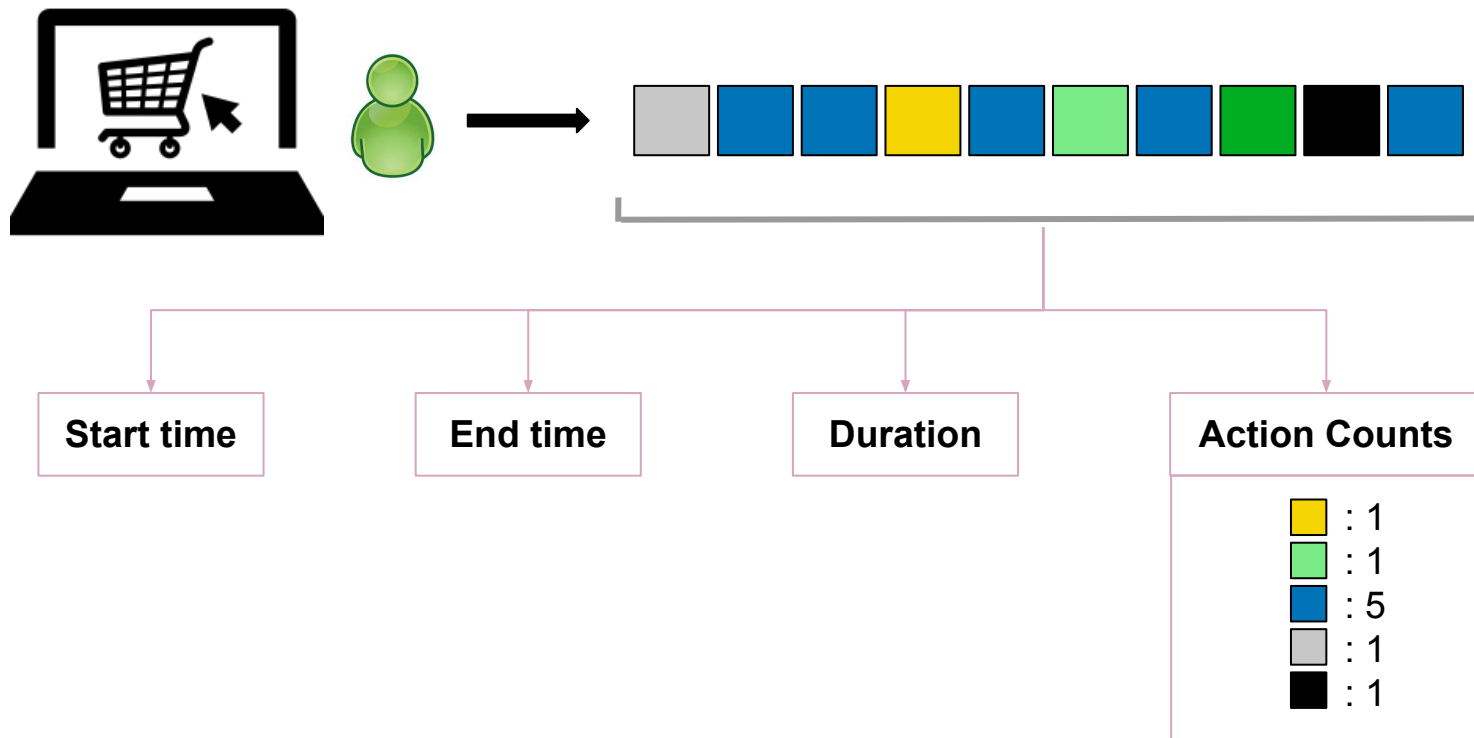 Start time
End time
Duration
Action Counts
: 1
: 1
: 5
: 1
: 1